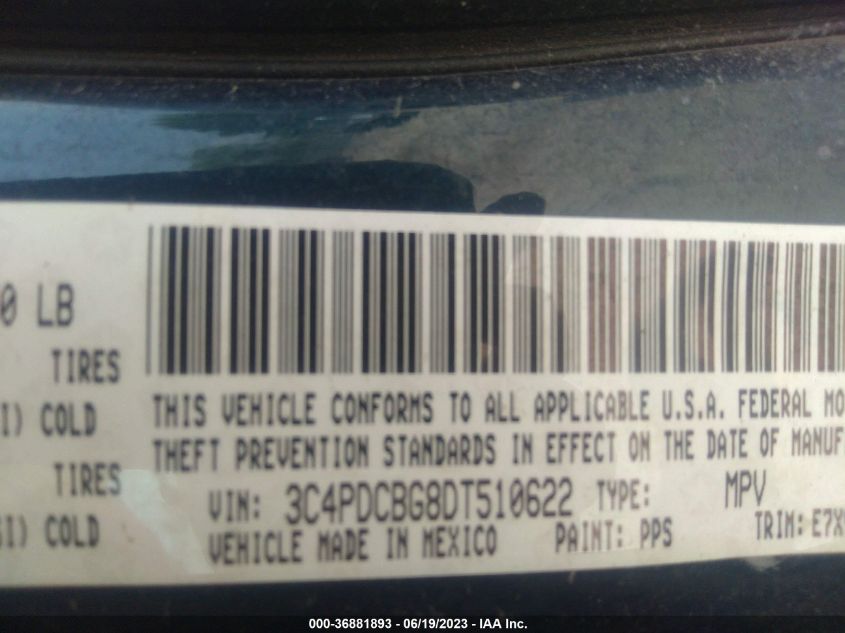 0 LB
TIRES
I) COLD
TIRES
SI) COLD
THIS VEHICLE CONFORMS TO ALL APPLICABLE U.S.A. FEDERAL MO
THEFT PREVENTION STANDARDS IN EFFECT ON THE DATE OF MANUF
VIN: 3C4PDCBG8DT510622 TYPE: MPV
VEHICLE MADE IN MEXICO PAINT: PPS TRIM: E7X
000-36881893 - 06/19/2023 - IAA Inc.